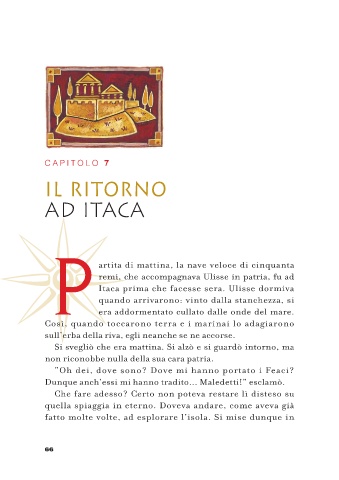 CAPITOLO 7
IL RITORNO
AD ITACA
Partita di mattina, la nave veloce di cinquanta
remi, che accompagnava Ulisse in patria, fu ad
Itaca prima che facesse sera. Ulisse dormiva
quando arrivarono: vinto dalla stanchezza, si
era addormentato cullato dalle onde del mare.
Così, quando toccarono terra e i marinai lo adagiarono
sull'erba della riva, egli neanche se ne accorse.
Si svegliò che era mattina. Si alzò e si guardò intorno, ma
non riconobbe nulla della sua cara patria.
"Oh dei, dove sono? Dove mi hanno portato i Feaci?
Dunque anch'essi mi hanno tradito... Maledetti!" esclamò.
Che fare adesso? Certo non poteva restare lì disteso su
quella spiaggia in eterno. Doveva andare, come aveva già
fatto molte volte, ad esplorare l'isola. Si mise dunque in
66